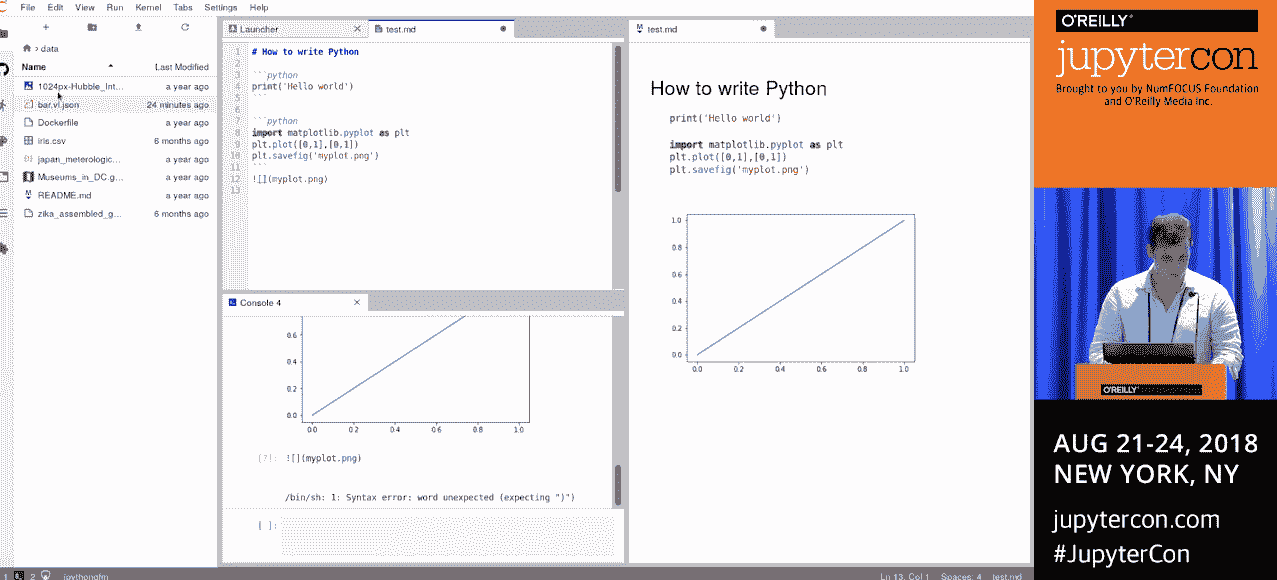 File Edit View Run Kernel Tabs Settings Help
> data
Name Last Modified
1024px-Hubble_Int... a year ago
bar.vl.json 24 minutes ago
Dockerfile a year ago
iris.csv 6 months ago
japan_meterologic... a year ago
Museums_in_DC.g... a year ago
README.md a year ago
zika_assembled_g... 6 months ago
Launcher
test.md
1 # How to write Python
2
3 ```python
4 print('Hello world')
5 ```
6
7 ```python
8 import matplotlib.pyplot as plt
9 plt.plot([0,1],[0,1])
10 plt.savefig('myplot.png')
11 ```
12 ![](myplot.png)
13
Console 4
0.6
0.4
0.2
0.0
0.0 0.2 0.4 0.6 0.8 1.0
[?]: ![](myplot.png)
/bin/sh: 1: Syntax error: word unexpected (expecting ")")
[ ]:
test.md
How to write Python
print('Hello world')
import matplotlib.pyplot as plt
plt.plot([0,1],[0,1])
plt.savefig('myplot.png')
1.0
0.8
0.6
0.4
0.2
0.0
0.0 0.2 0.4 0.6 0.8 1.0
1 2 ipythongfm
Ln 13, Col 1 Spaces: 4 test.md
O'REILLY®
jupytercon
Brought to you by NumFOCUS Foundation
and O'Reilly Media Inc.
O'REILLY
AUG 21-24, 2018
NEW YORK, NY
jupytercon.com
#JupyterCon